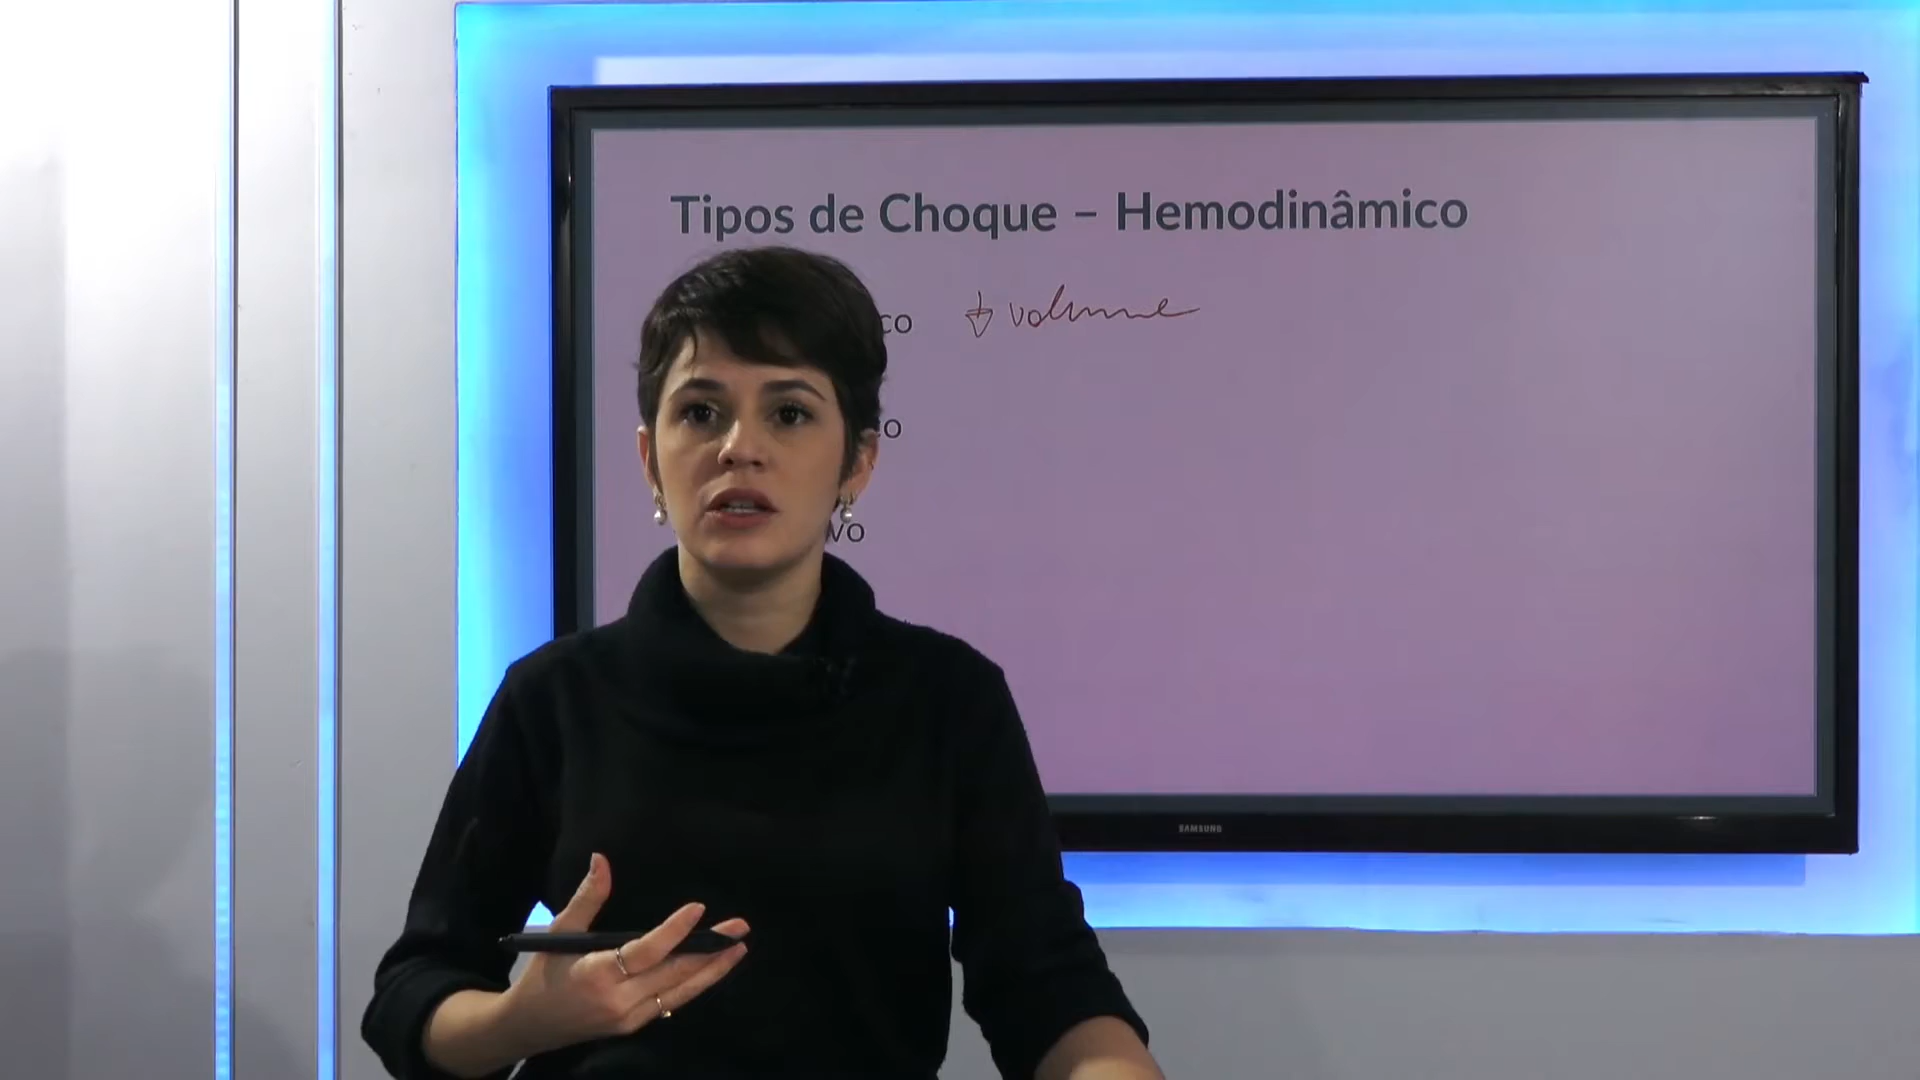 Tipos de Choque – Hemodinâmico
co ↓ volume
co
vo
SAMSUNG